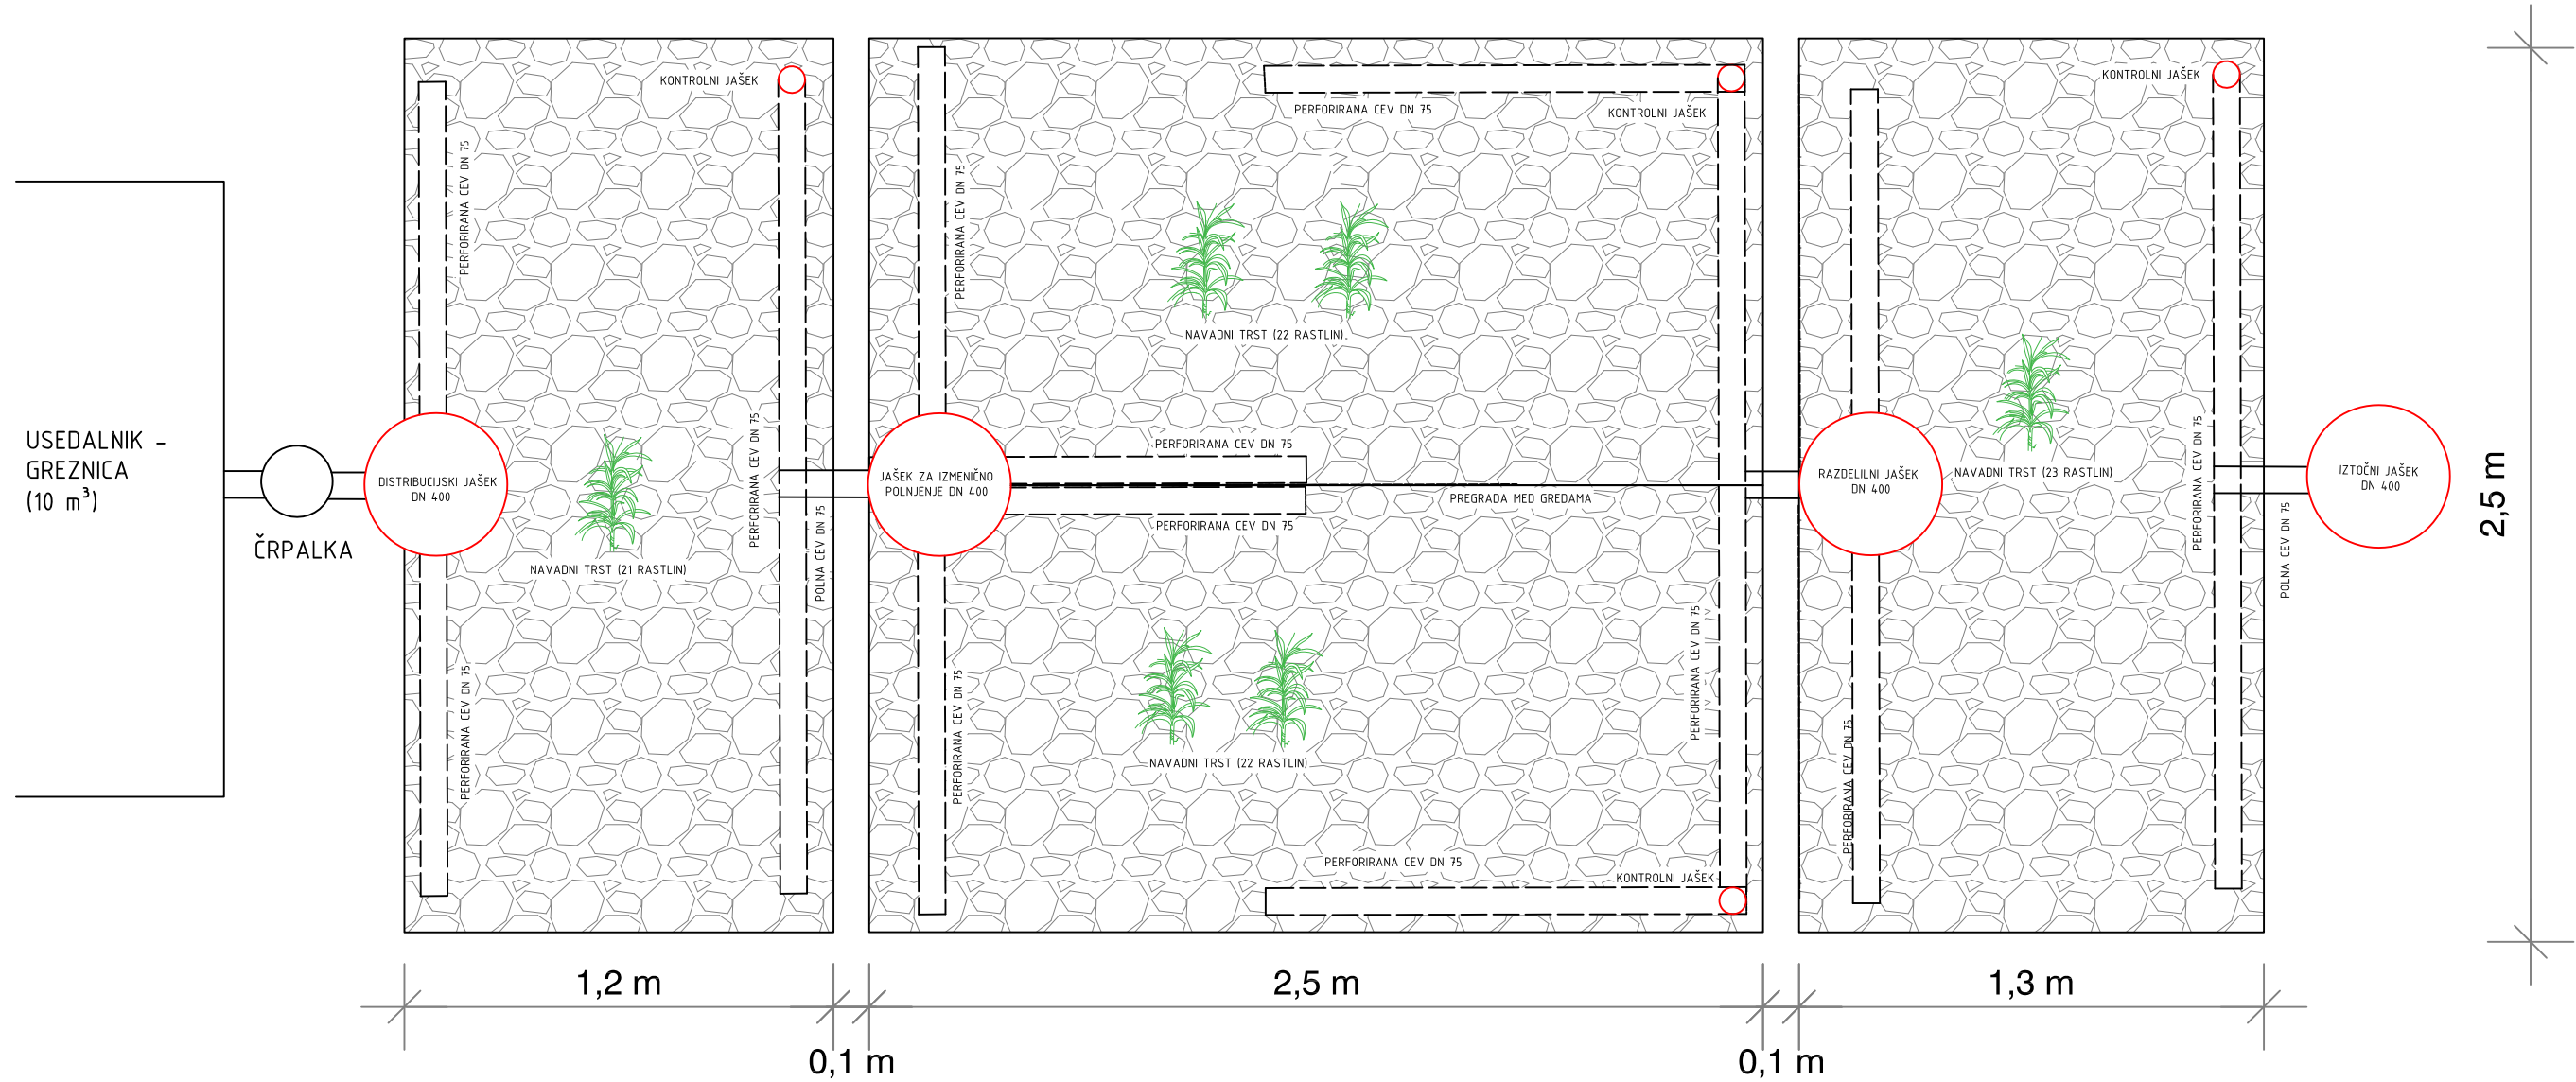 USEDALNIK -
GREZNICA
(10 m³)
ČRPALKA
DISTRIBUCIJSKI JAŠEK
DN 400
PERFORIRANA CEV DN 75
PERFORIRANA CEV DN 75
KONTROLNI JAŠEK
NAVADNI TRST (21 RASTLIN)
PERFORIRANA CEV DN 75
POLNA CEV DN 75
JAŠEK ZA IZMENIČNO
POLNJENJE DN 400
PERFORIRANA CEV DN 75
PERFORIRANA CEV DN 75
PERFORIRANA CEV DN 75
KONTROLNI JAŠEK
NAVADNI TRST (22 RASTLIN)
PERFORIRANA CEV DN 75
PREGRADA MED GREDAMA
PERFORIRANA CEV DN 75
PERFORIRANA CEV DN 75
NAVADNI TRST (22 RASTLIN)
PERFORIRANA CEV DN 75
KONTROLNI JAŠEK
RAZDELILNI JAŠEK
DN 400
PERFORIRANA CEV DN 75
KONTROLNI JAŠEK
NAVADNI TRST (23 RASTLIN)
PERFORIRANA CEV DN 75
POLNA CEV DN 75
IZTOČNI JAŠEK
DN 400
2,5 m
1,2 m
2,5 m
1,3 m
0,1 m
0,1 m